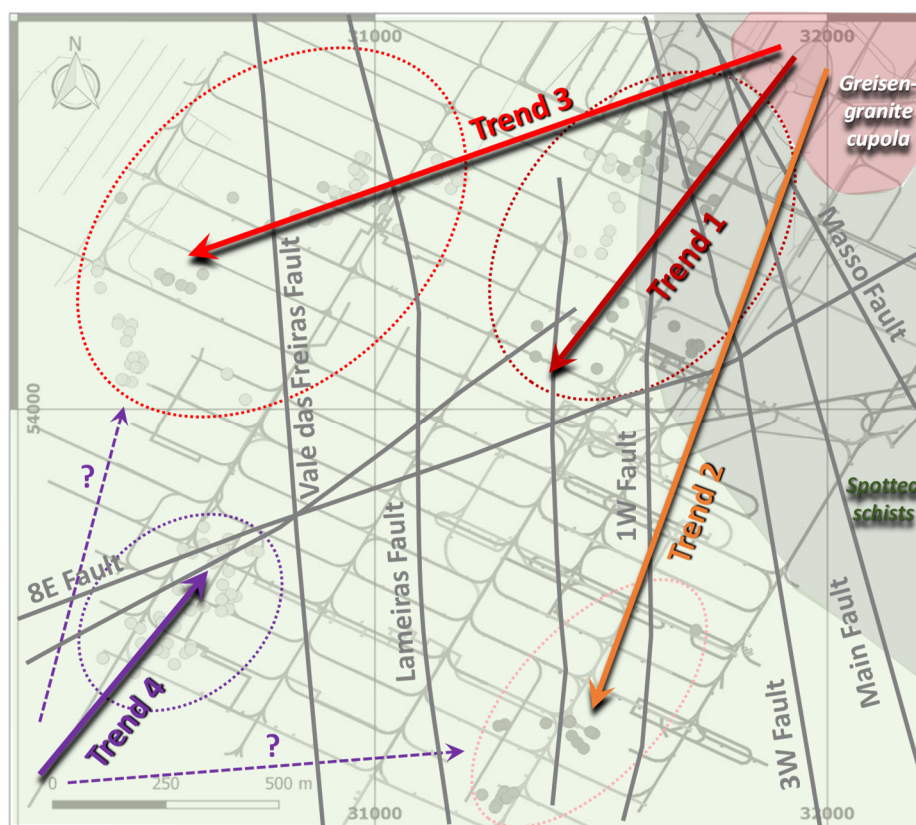 31000
32000
N
Greisen-
granite
cupola
Trend 3
Trend 1
Masso Fault
Vale das Freiras Fault
54000
?
Spotted
schists
1W Fault
Trend 2
8E Fault
Lameiras Fault
Main Fault
3W Fault
Trend 4
?
0
250
500 m
31000
32000